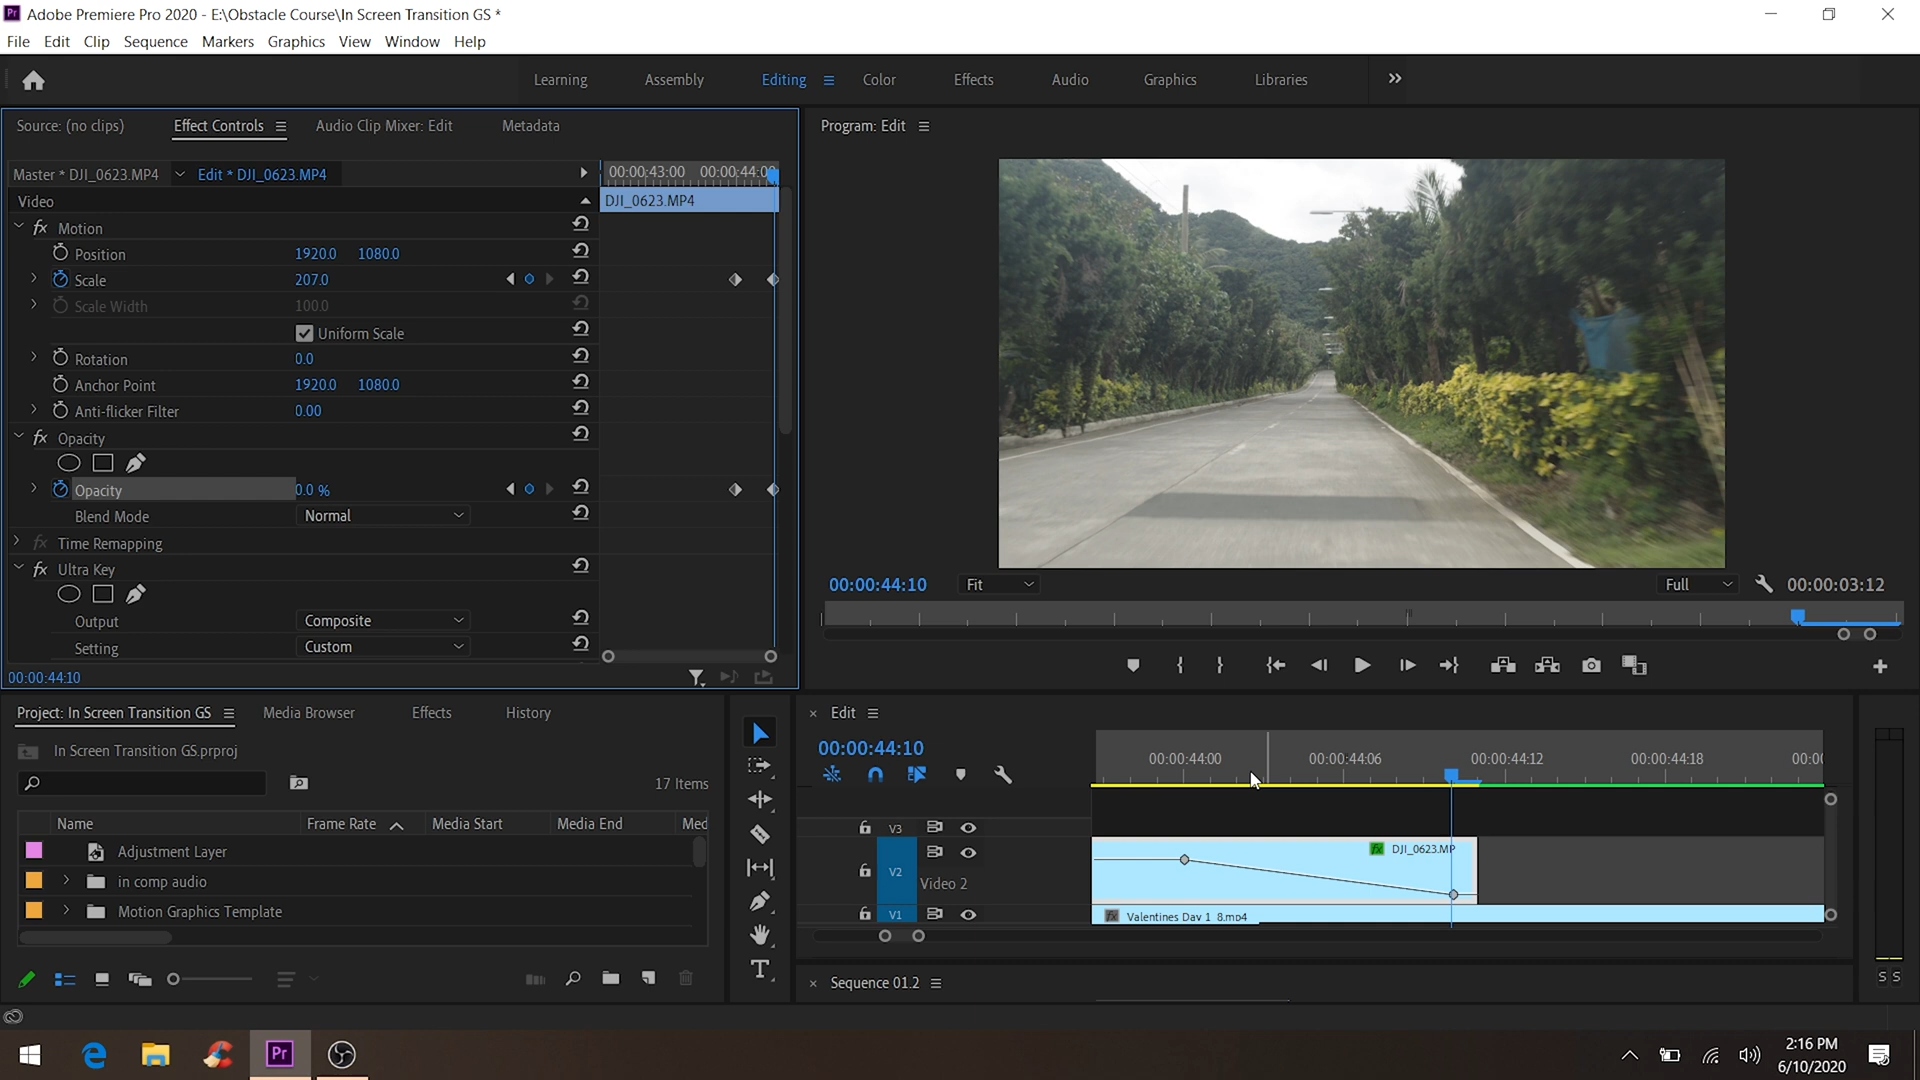 Adobe Premiere Pro 2020 - E:\Obstacle Course\In Screen Transition GS *
File Edit Clip Sequence Markers Graphics View Window Help
Learning Assembly Editing Color Effects Audio Graphics Libraries
Source: (no clips) Effect Controls Audio Clip Mixer: Edit Metadata
Program: Edit
Master * DJI_0623.MP4 Edit * DJI_0623.MP4
00:00:43:00 00:00:44:00
Video
DJI_0623.MP4
fx Motion
Position 1920.0 1080.0
Scale 207.0
Scale Width 100.0
Uniform Scale
Rotation 0.0
Anchor Point 1920.0 1080.0
Anti-flicker Filter 0.00
fx Opacity
Opacity 0.0 %
Blend Mode Normal
fx Time Remapping
fx Ultra Key
Output Composite
Setting Custom
00:00:44:10
00:00:44:10 Fit Full 00:00:03:12
Project: In Screen Transition GS Media Browser Effects History
In Screen Transition GS.prproj
17 Items
Name Frame Rate Media Start Media End Med
Adjustment Layer
in comp audio
Motion Graphics Template
Edit
00:00:44:10
00:00:44:00 00:00:44:06 00:00:44:12 00:00:44:18 00:00
V3
V2 Video 2
fx DJI_0623.MP
V1
fx Valentines Day 1_8.mp4
Sequence 01.2
S S
Pr
2:16 PM
6/10/2020